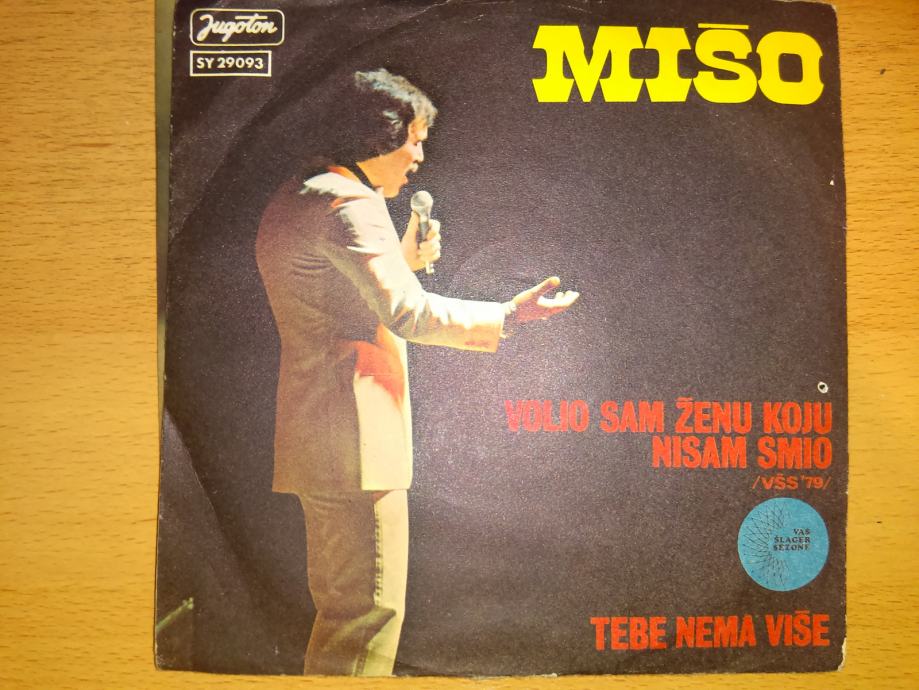 Jugoton
SY 29093
MIŠO
VOLIO SAM ŽENU KOJU
NISAM SMIO
/VŠS '79/
VAŠ
ŠLAGER
SEZONE
TEBE NEMA VIŠE